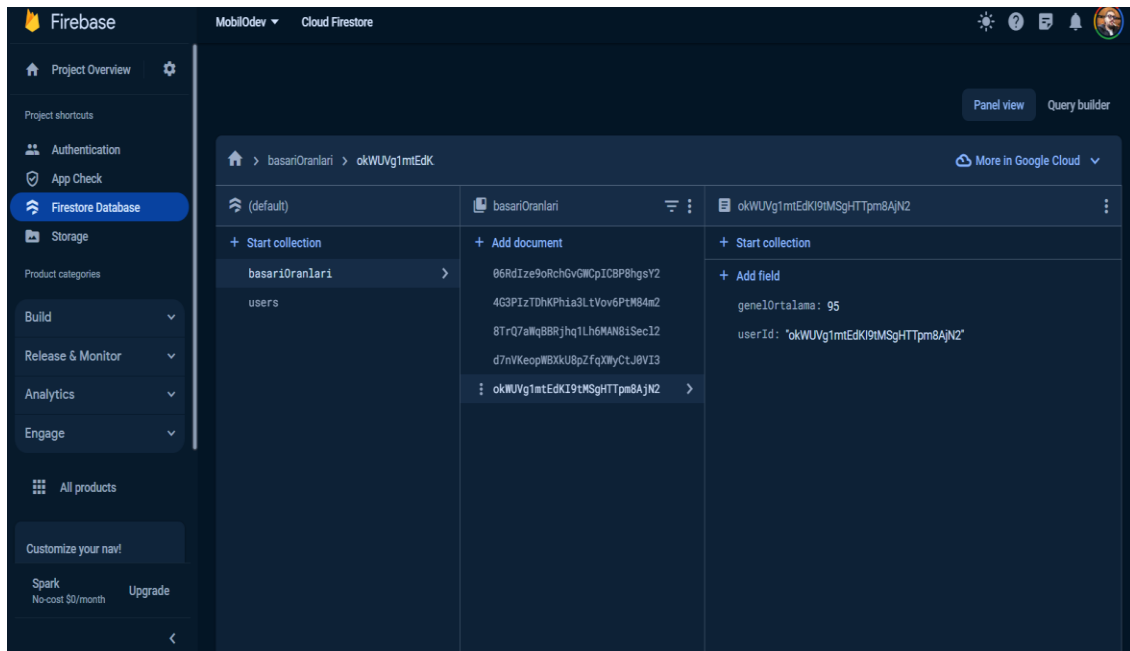 Firebase
MobilOdev Cloud Firestore
Project Overview
Project shortcuts
Authentication
App Check
Firestore Database
Storage
Product categories
Build
Release & Monitor
Analytics
Engage
All products
Customize your nav!
Spark
No-cost $0/month
Upgrade
Panel view Query builder
basariOranlari > okWUVg1mtEdK
More in Google Cloud
(default)
+ Start collection
basariOranlari
users
basariOranlari
+ Add document
06RdIze9oRchGvGWCpICBP8hgsY2
4G3PIzTDhKPhia3LtVov6PtM84m2
8TrQ7aWqBBRjhq1Lh6MAN8iSecl2
d7nVKeopWBXkU8pZfqXWyCtJ0VI3
okWUVg1mtEdKI9tMSgHTTpm8AjN2
okWUVg1mtEdKI9tMSgHTTpm8AjN2
+ Start collection
+ Add field
genelOrtalama: 95
userId: "okWUVg1mtEdKI9tMSgHTTpm8AjN2"